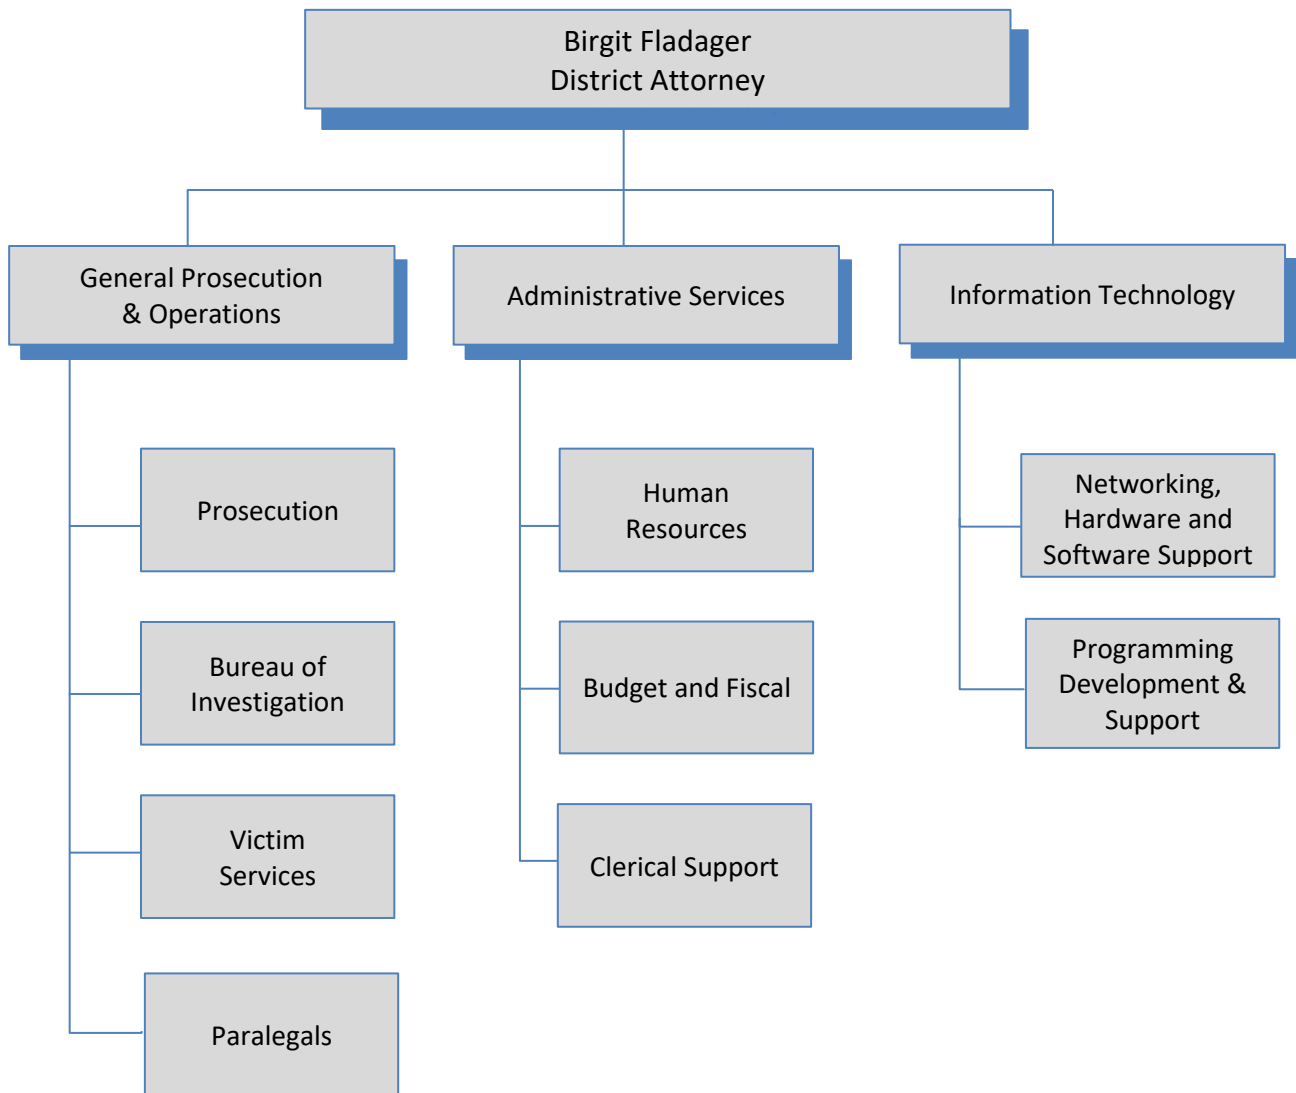 Birgit Fladager
District Attorney
General Prosecution
& Operations
Administrative Services
Information Technology
Prosecution
Bureau of
Investigation
Victim
Services
Paralegals
Human
Resources
Budget and Fiscal
Clerical Support
Networking,
Hardware and
Software Support
Programming
Development &
Support